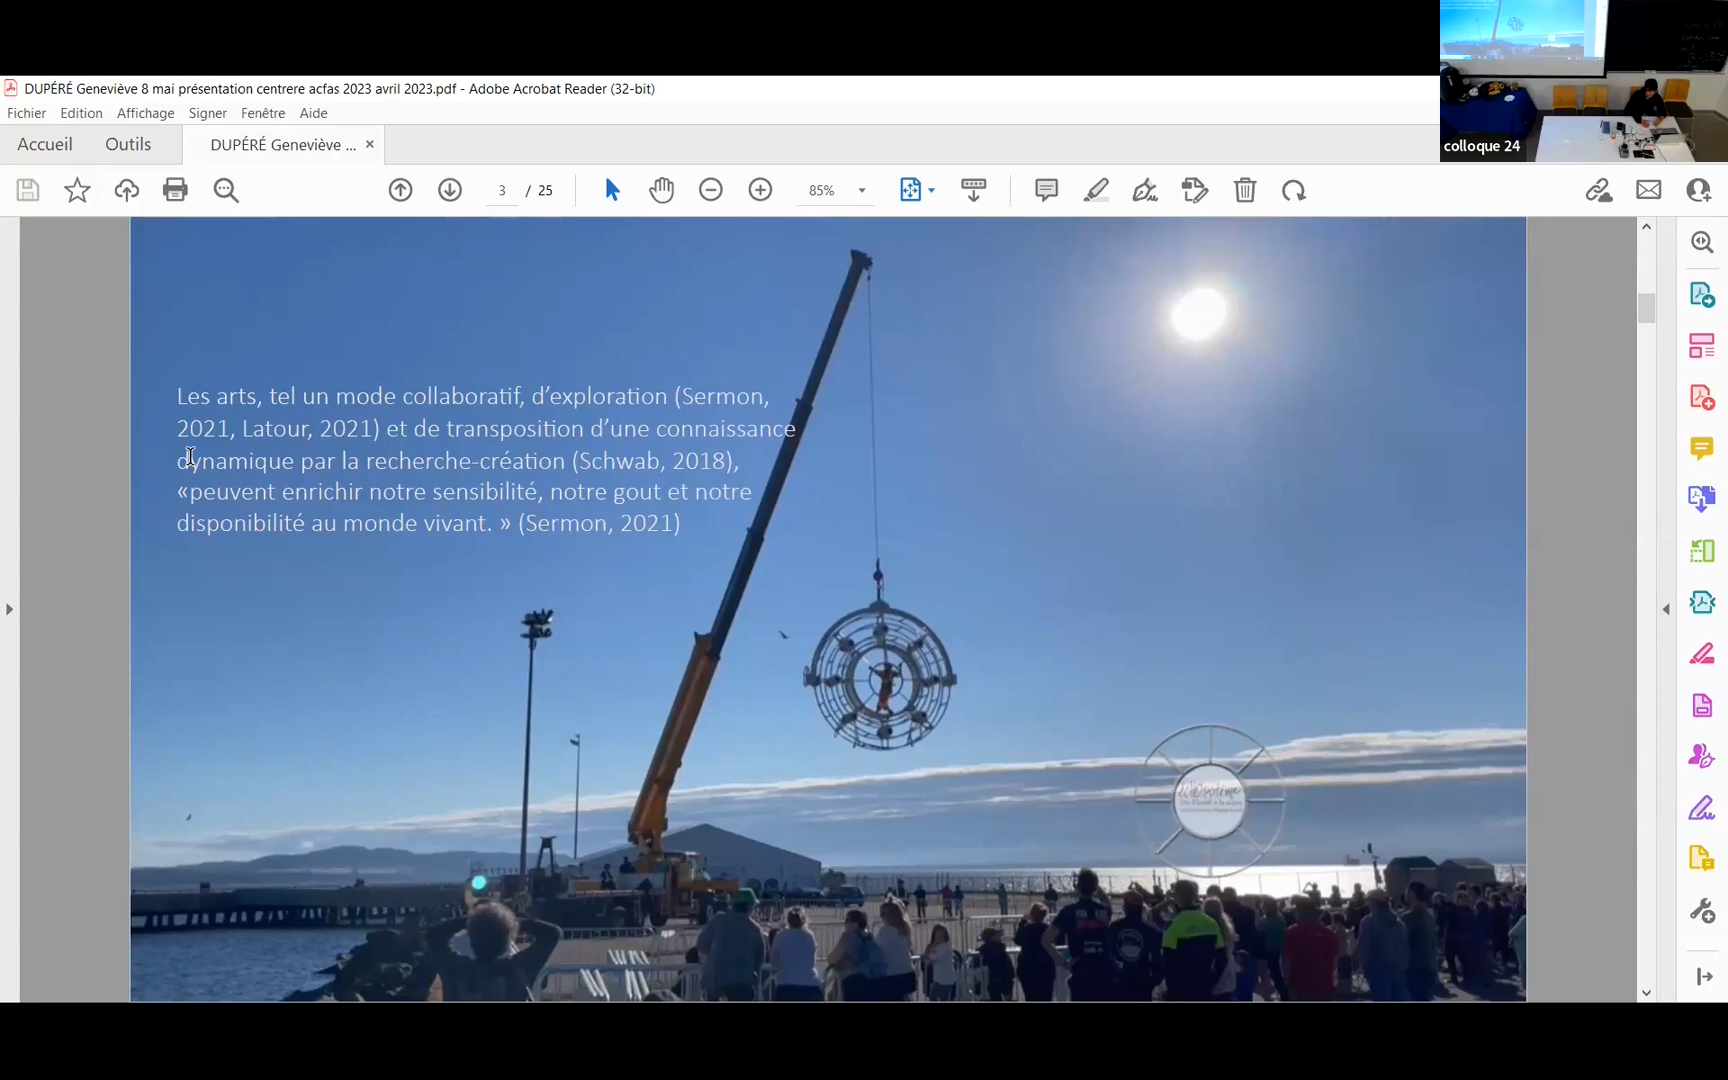 DUPÉRÉ Geneviève 8 mai présentation centrere acfas 2023 avril 2023.pdf - Adobe Acrobat Reader (32-bit)
Fichier Edition Affichage Signer Fenêtre Aide
Accueil Outils DUPÉRÉ Geneviève ... ×
3 / 25 85%
colloque 24
Les arts, tel un mode collaboratif, d’exploration (Sermon,
2021, Latour, 2021) et de transposition d’une connaissance
dynamique par la recherche-création (Schwab, 2018),
«peuvent enrichir notre sensibilité, notre gout et notre
disponibilité au monde vivant. » (Sermon, 2021)